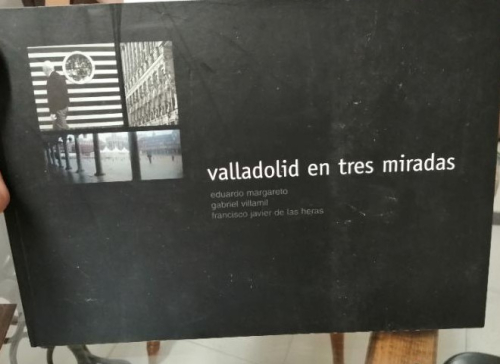 valladolid en tres miradas
eduardo margareto
gabriel villamil
francisco javier de las heras